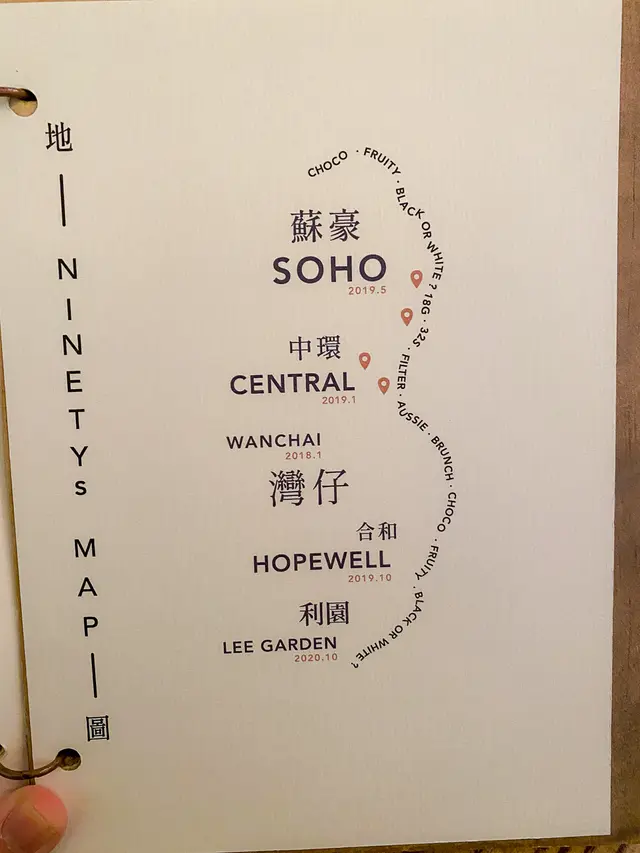 地
NINETYs MAP
圖
CHOCO · FRUITY · BLACK OR WHITE ? 18G · 32S · FILTER · AUSSIE · BRUNCH · CHOCO · FRUITY · BLACK OR WHITE ?
蘇豪
SOHO
2019.5
中環
CENTRAL
2019.1
WANCHAI
2018.1
灣仔
合和
HOPEWELL
2019.10
利園
LEE GARDEN
2020.10